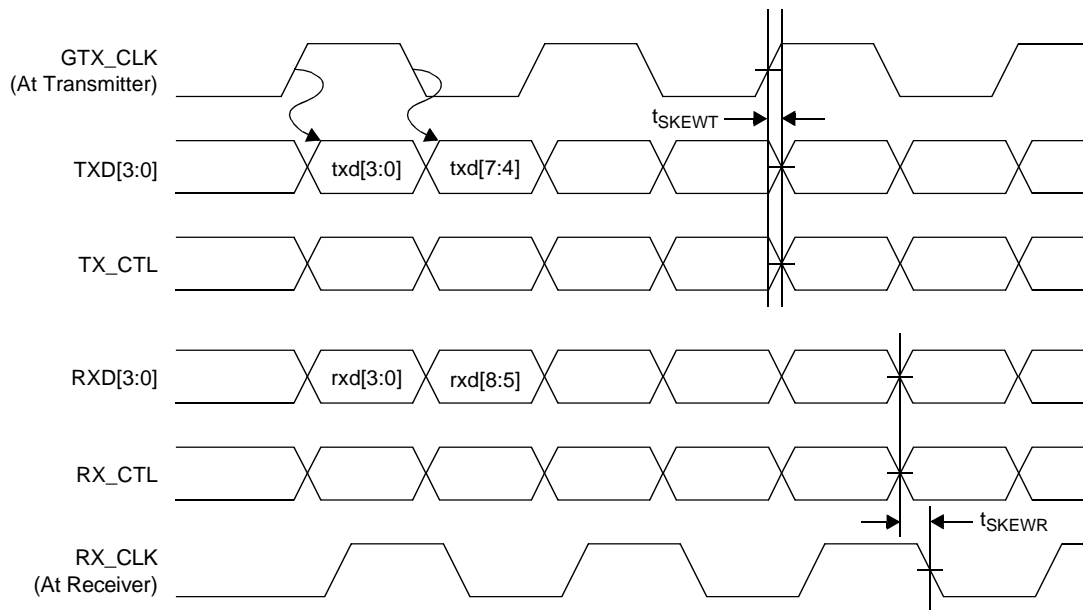 GTX_CLK
(At Transmitter)
tSKEWT
TXD[3:0]
txd[3:0]
txd[7:4]
TX_CTL
RXD[3:0]
rxd[3:0]
rxd[8:5]
RX_CTL
tSKEWR
RX_CLK
(At Receiver)